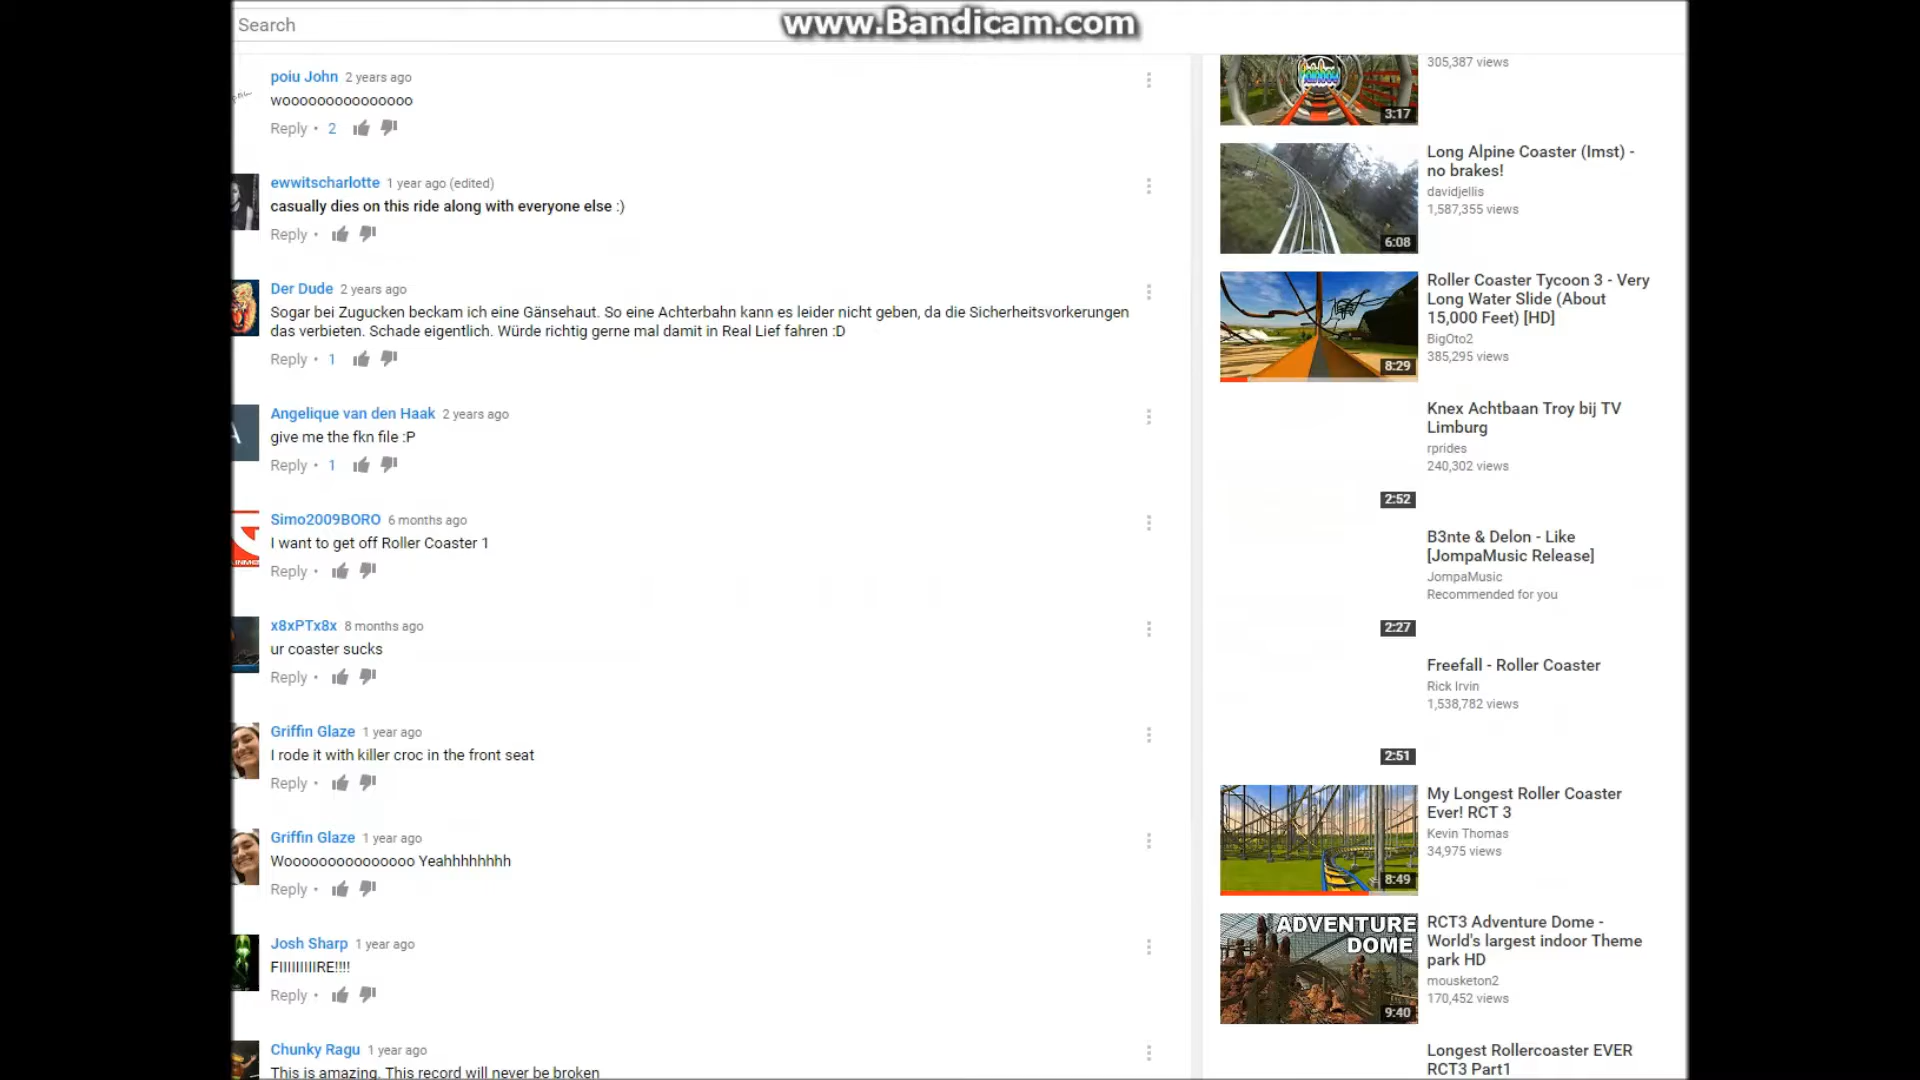 Search
www.Bandicam.com
poiu John 2 years ago
wooooooooooooooo
Reply • 2
ewwitscharlotte 1 year ago (edited)
casually dies on this ride along with everyone else :)
Reply •
Der Dude 2 years ago
Sogar bei Zugucken beckam ich eine Gänsehaut. So eine Achterbahn kann es leider nicht geben, da die Sicherheitsvorkerungen
das verbieten. Schade eigentlich. Würde richtig gerne mal damit in Real Lief fahren :D
Reply • 1
A
Angelique van den Haak 2 years ago
give me the fkn file :P
Reply • 1
Simo2009BORO 6 months ago
I want to get off Roller Coaster 1
Reply •
x8xPTx8x 8 months ago
ur coaster sucks
Reply •
Griffin Glaze 1 year ago
I rode it with killer croc in the front seat
Reply •
Griffin Glaze 1 year ago
Wooooooooooooooo Yeahhhhhhhh
Reply •
Josh Sharp 1 year ago
FIIIIIIIIIRE!!!!
Reply •
Chunky Ragu 1 year ago
This is amazing. This record will never be broken
305,387 views
3:17
Long Alpine Coaster (Imst) -
no brakes!
davidjellis
1,587,355 views
6:08
Roller Coaster Tycoon 3 - Very
Long Water Slide (About
15,000 Feet) [HD]
BigOto2
385,295 views
8:29
Knex Achtbaan Troy bij TV
Limburg
rprides
240,302 views
2:52
B3nte & Delon - Like
[JompaMusic Release]
JompaMusic
Recommended for you
2:27
Freefall - Roller Coaster
Rick Irvin
1,538,782 views
2:51
My Longest Roller Coaster
Ever! RCT 3
Kevin Thomas
34,975 views
8:49
ADVENTURE
DOME
RCT3 Adventure Dome -
World's largest indoor Theme
park HD
mousketon2
170,452 views
9:40
Longest Rollercoaster EVER
RCT3 Part1